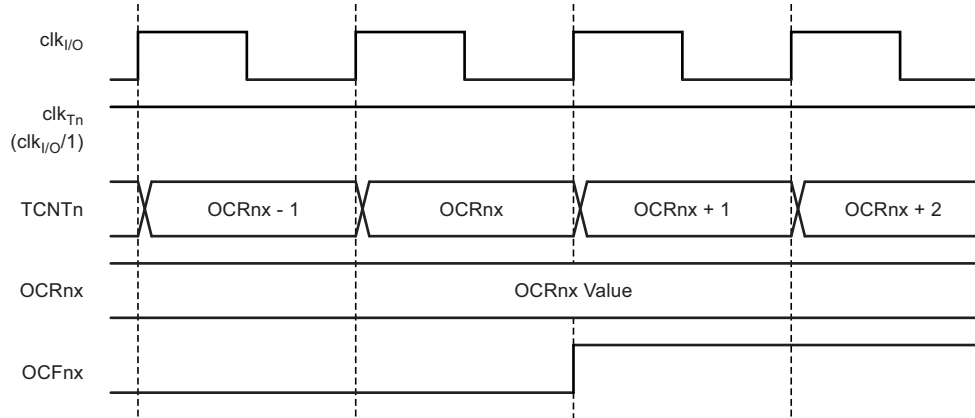 clkI/O
clkTn
(clkI/O/1)
TCNTn
OCRnx - 1
OCRnx
OCRnx + 1
OCRnx + 2
OCRnx
OCRnx Value
OCFnx